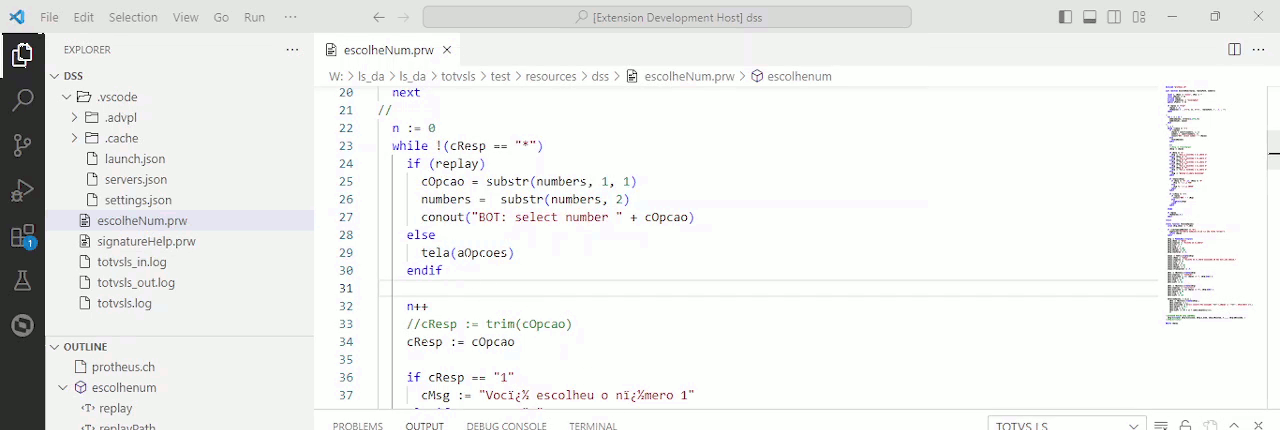 File Edit Selection View Go Run ··· [Extension Development Host] dss
EXPLORER ···
escolheNum.prw
DSS
W: > ls_da > ls_da > totvsls > test > resources > dss > escolheNum.prw > escolhenum
.vscode
.advpl
.cache
launch.json
servers.json
settings.json
escolheNum.prw
signatureHelp.prw
totvsls_in.log
totvsls_out.log
totvsls.log
1
OUTLINE
protheus.ch
escolhenum
replay
replayPath
20 next
21 //
22 n := 0
23 while !(cResp == "*")
24 if (replay)
25 cOpcao := substr(numbers, 1, 1)
26 numbers := substr(numbers, 2)
27 conout("BOT: select number " + cOpcao)
28 else
29 tela(aOpcoes)
30 endif
31
32 n++
33 //cResp := ntrim(cOpcao)
34 cResp := cOpcao
35
36 if cResp == "1"
37 cMsg := "Vocï¿½ escolheu o nï¿½mero 1"
PROBLEMS OUTPUT DEBUG CONSOLE TERMINAL TOTVS LS